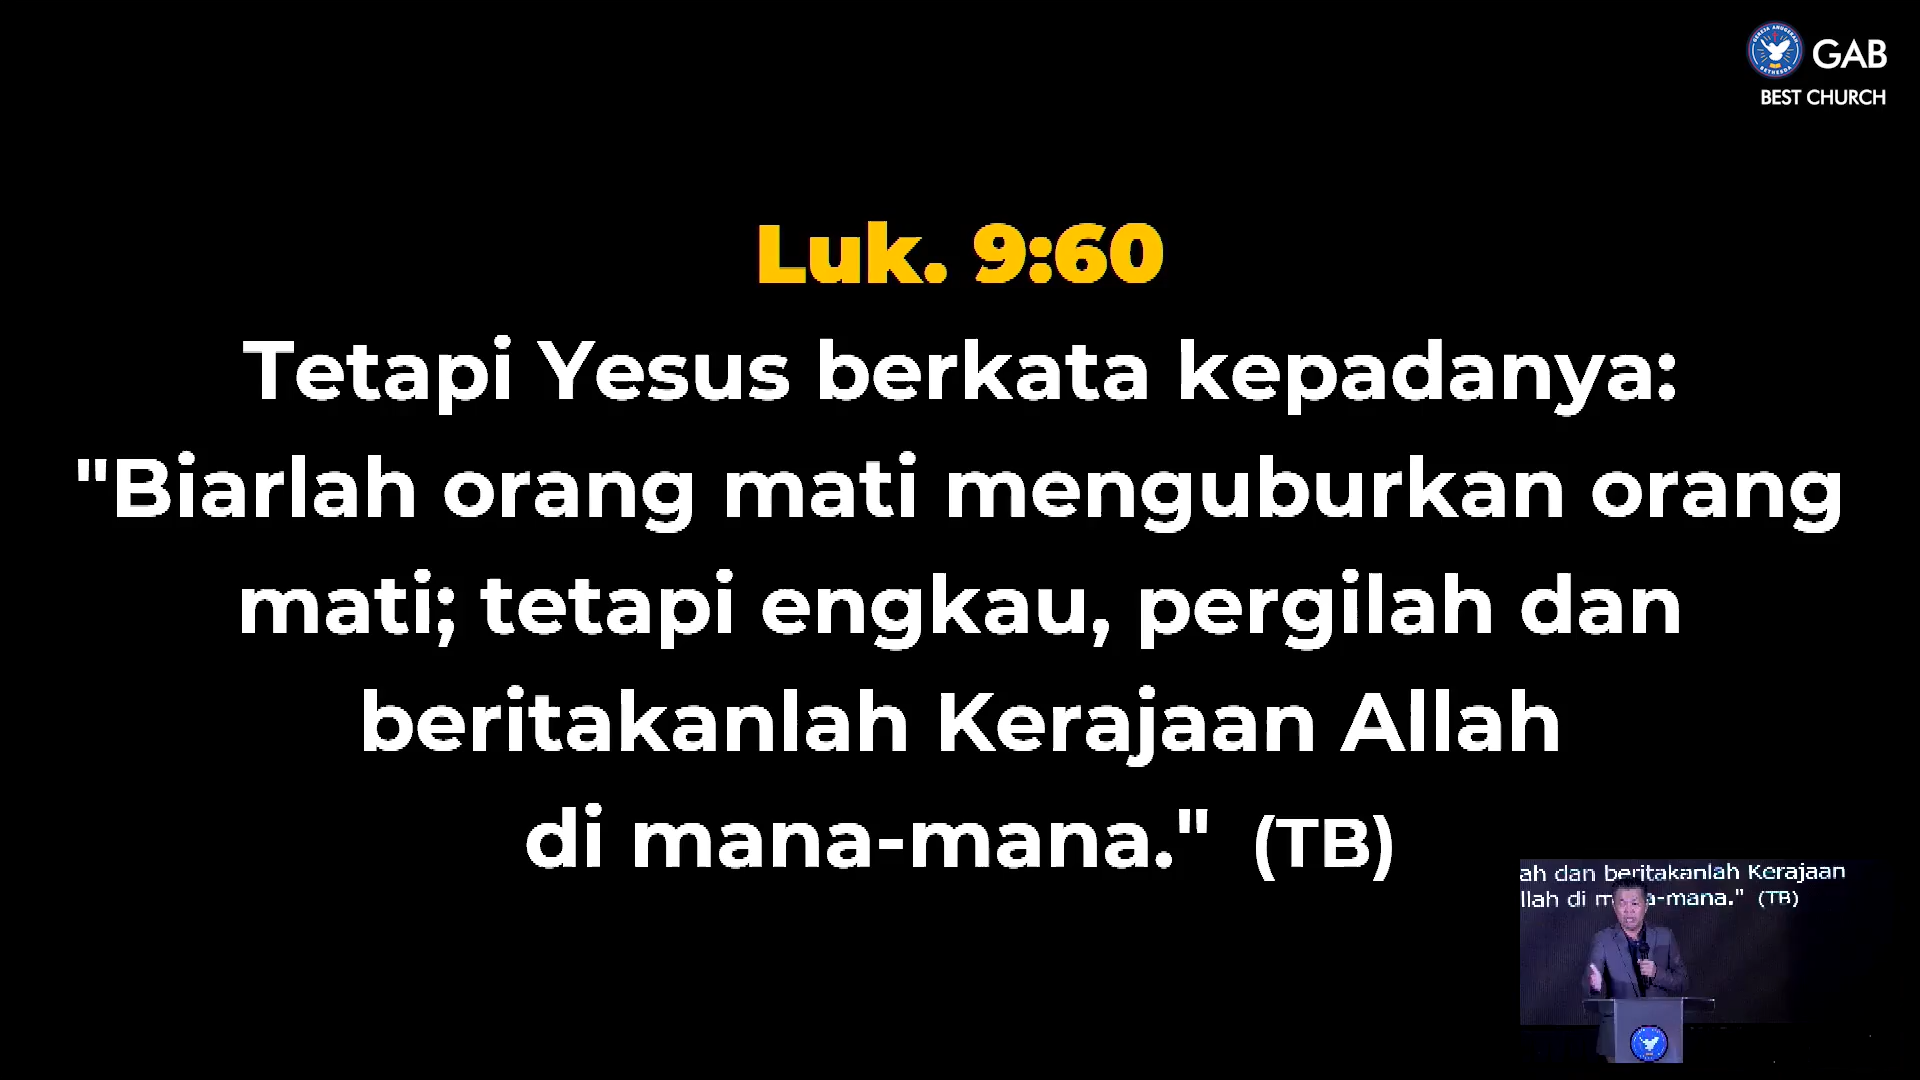 GAB
BEST CHURCH
Luk. 9:60
Tetapi Yesus berkata kepadanya:
"Biarlah orang mati menguburkan orang
mati; tetapi engkau, pergilah dan
beritakanlah Kerajaan Allah
di mana-mana." (TB)
ah dan beritakanlah Kerajaan
llah di m a-mana." (TB)